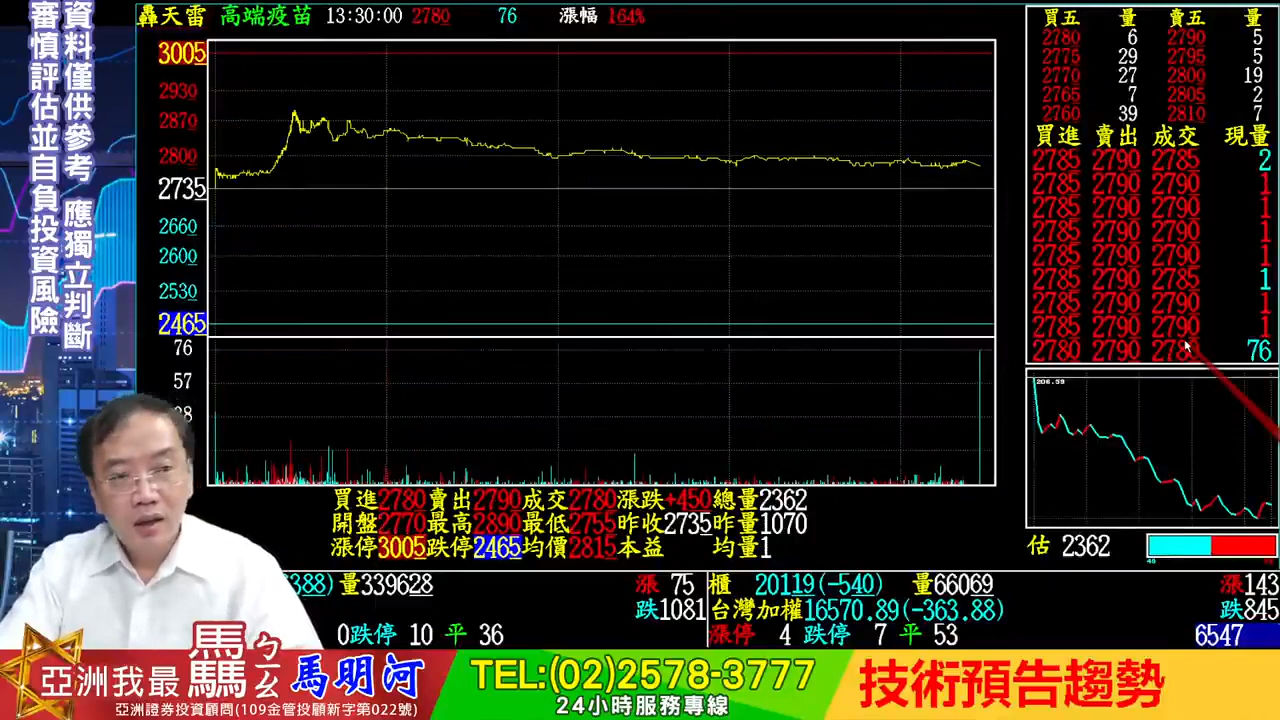 資料僅供參考 應獨立判斷
審慎評估並自負投資風險
轟天雷 高端疫苗 13:30:00 2780 76 漲幅 1.64%
3005
2930
2870
2800
2735
2660
2600
2530
2465
76
57
38
買五 量 賣五 量
2780 6 2790 5
2775 29 2795 5
2770 27 2800 19
2765 7 2805 2
2760 39 2810 7
買進 賣出 成交 現量
2785 2790 2785 2
2785 2790 2790 1
2785 2790 2790 1
2785 2790 2790 1
2785 2790 2790 1
2785 2790 2785 1
2785 2790 2790 1
2785 2790 2790 1
2780 2790 2780 76
206.59
估 2362
買進2780賣出2790成交2780漲跌+450總量2362
開盤2770最高2890最低2755昨收2735昨量1070
漲停3005跌停2465均價2815本益 均量1
388) 量339628 漲 75 櫃 20119(-540) 量66069 漲143
跌1081 台灣加權16570.89(-363.88) 跌845
0跌停 10 平 36 漲停 4 跌停 7 平 53 6547
亞洲我最馬驫ㄅㄧㄠ馬明河
亞洲證券投資顧問(109金管投顧新字第022號)
TEL:(02)2578-3777
24小時服務專線
技術預告趨勢